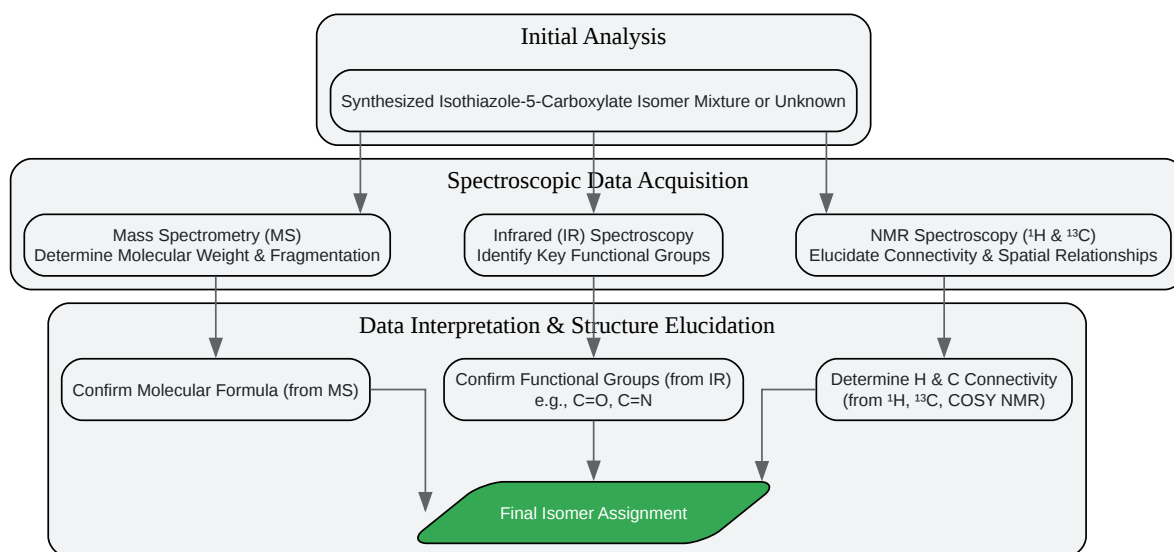 Initial Analysis
Synthesized Isothiazole-5-Carboxylate Isomer Mixture or Unknown
Spectroscopic Data Acquisition
Mass Spectrometry (MS)
Determine Molecular Weight & Fragmentation
Infrared (IR) Spectroscopy
Identify Key Functional Groups
NMR Spectroscopy (¹H & ¹³C)
Elucidate Connectivity & Spatial Relationships
Data Interpretation & Structure Elucidation
Confirm Molecular Formula (from MS)
Confirm Functional Groups (from IR)
e.g., C=O, C=N
Determine H & C Connectivity
(from ¹H, ¹³C, COSY NMR)
Final Isomer Assignment